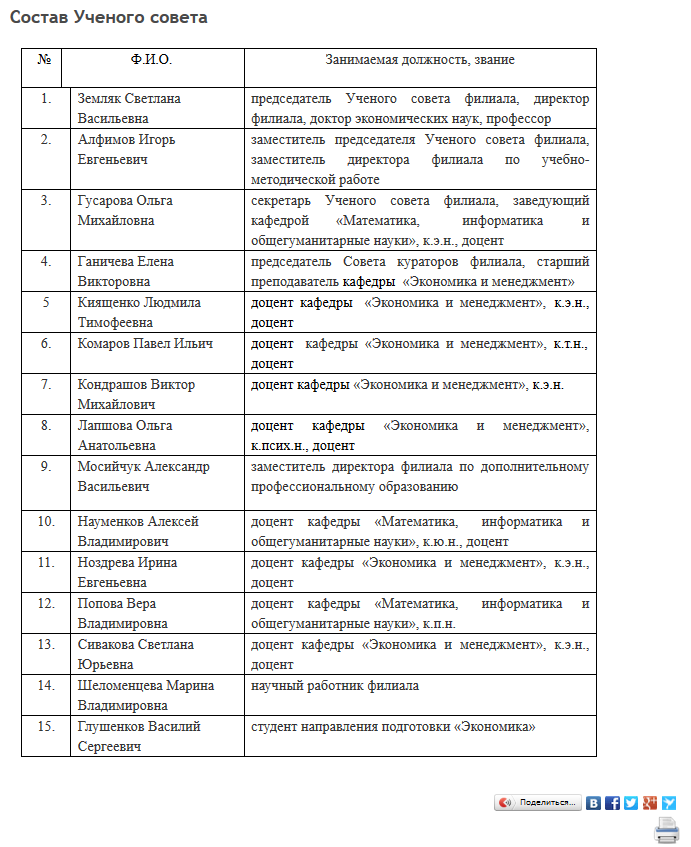 Состав Ученого совета
№ Ф.И.О. Занимаемая должность, звание
1. Земляк Светлана председатель Ученого совета филиала, директор
Васильевна филиала, доктор экономических наук, профессор
2. Алфимов Игорь заместитель председателя Ученого совета филиала,
Евгеньевич заместитель директора филиала по учебно-
методической работе
3. Гусарова Ольга секретарь Ученого совета филиала, заведующий
Михайловна кафедрой «Математика, информатика и
общегуманитарные науки», к.э.н., доцент
4. Ганичева Елена председатель Совета кураторов филиала, старший
Викторовна преподаватель кафедры «Экономика и менеджмент»
5 Киященко Людмила доцент кафедры «Экономика и менеджмент», к.э.н.,
Тимофеевна доцент
6. Комаров Павел Ильич доцент кафедры «Экономика и менеджмент», к.т.н.,
доцент
7. Кондрашов Виктор доцент кафедры «Экономика и менеджмент», к.э.н.
Михайлович
8. Лапшова Ольга доцент кафедры «Экономика и менеджмент»,
Анатольевна к.псих.н., доцент
9. Мосийчук Александр заместитель директора филиала по дополнительному
Васильевич профессиональному образованию
10. Науменков Алексей доцент кафедры «Математика, информатика и
Владимирович общегуманитарные науки», к.ю.н., доцент
11. Ноздрева Ирина доцент кафедры «Экономика и менеджмент», к.э.н.,
Евгеньевна доцент
12. Попова Вера доцент кафедры «Математика, информатика и
Владимировна общегуманитарные науки», к.п.н.
13. Сивакова Светлана доцент кафедры «Экономика и менеджмент», к.э.н.,
Юрьевна доцент
14. Шеломенцева Марина научный работник филиала
Владимировна
15. Глушенков Василий студент направления подготовки «Экономика»
Сергеевич
Поделиться...